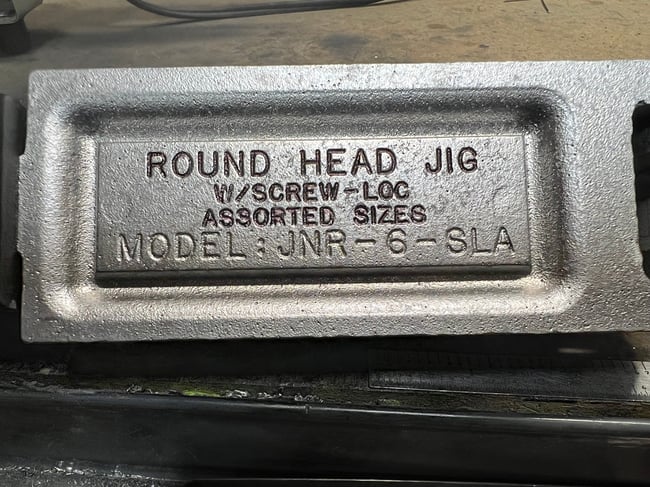 ROUND HEAD JIG
W/SCREW-LOC
ASSORTED SIZES
MODEL: JNR-6-SLA